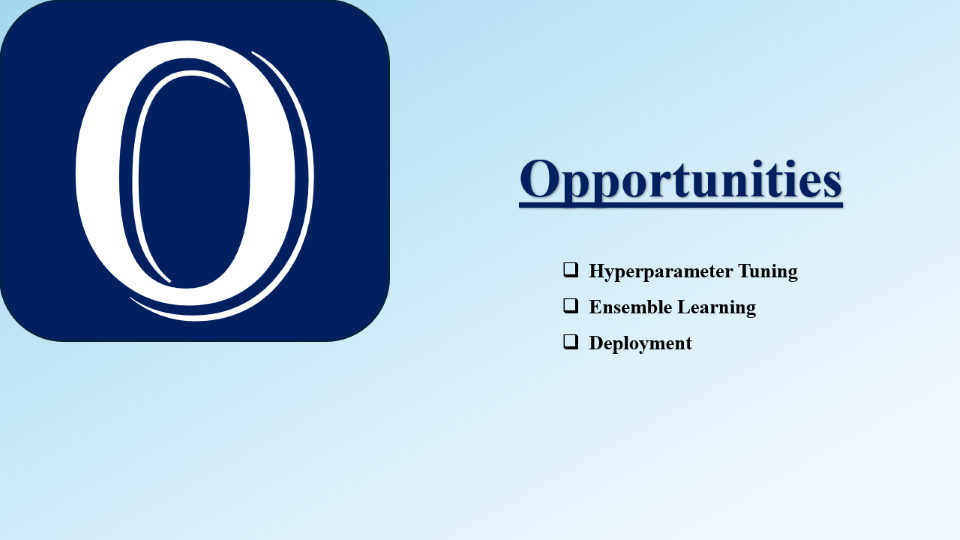 O
Opportunities
❑ Hyperparameter Tuning
❑ Ensemble Learning
❑ Deployment